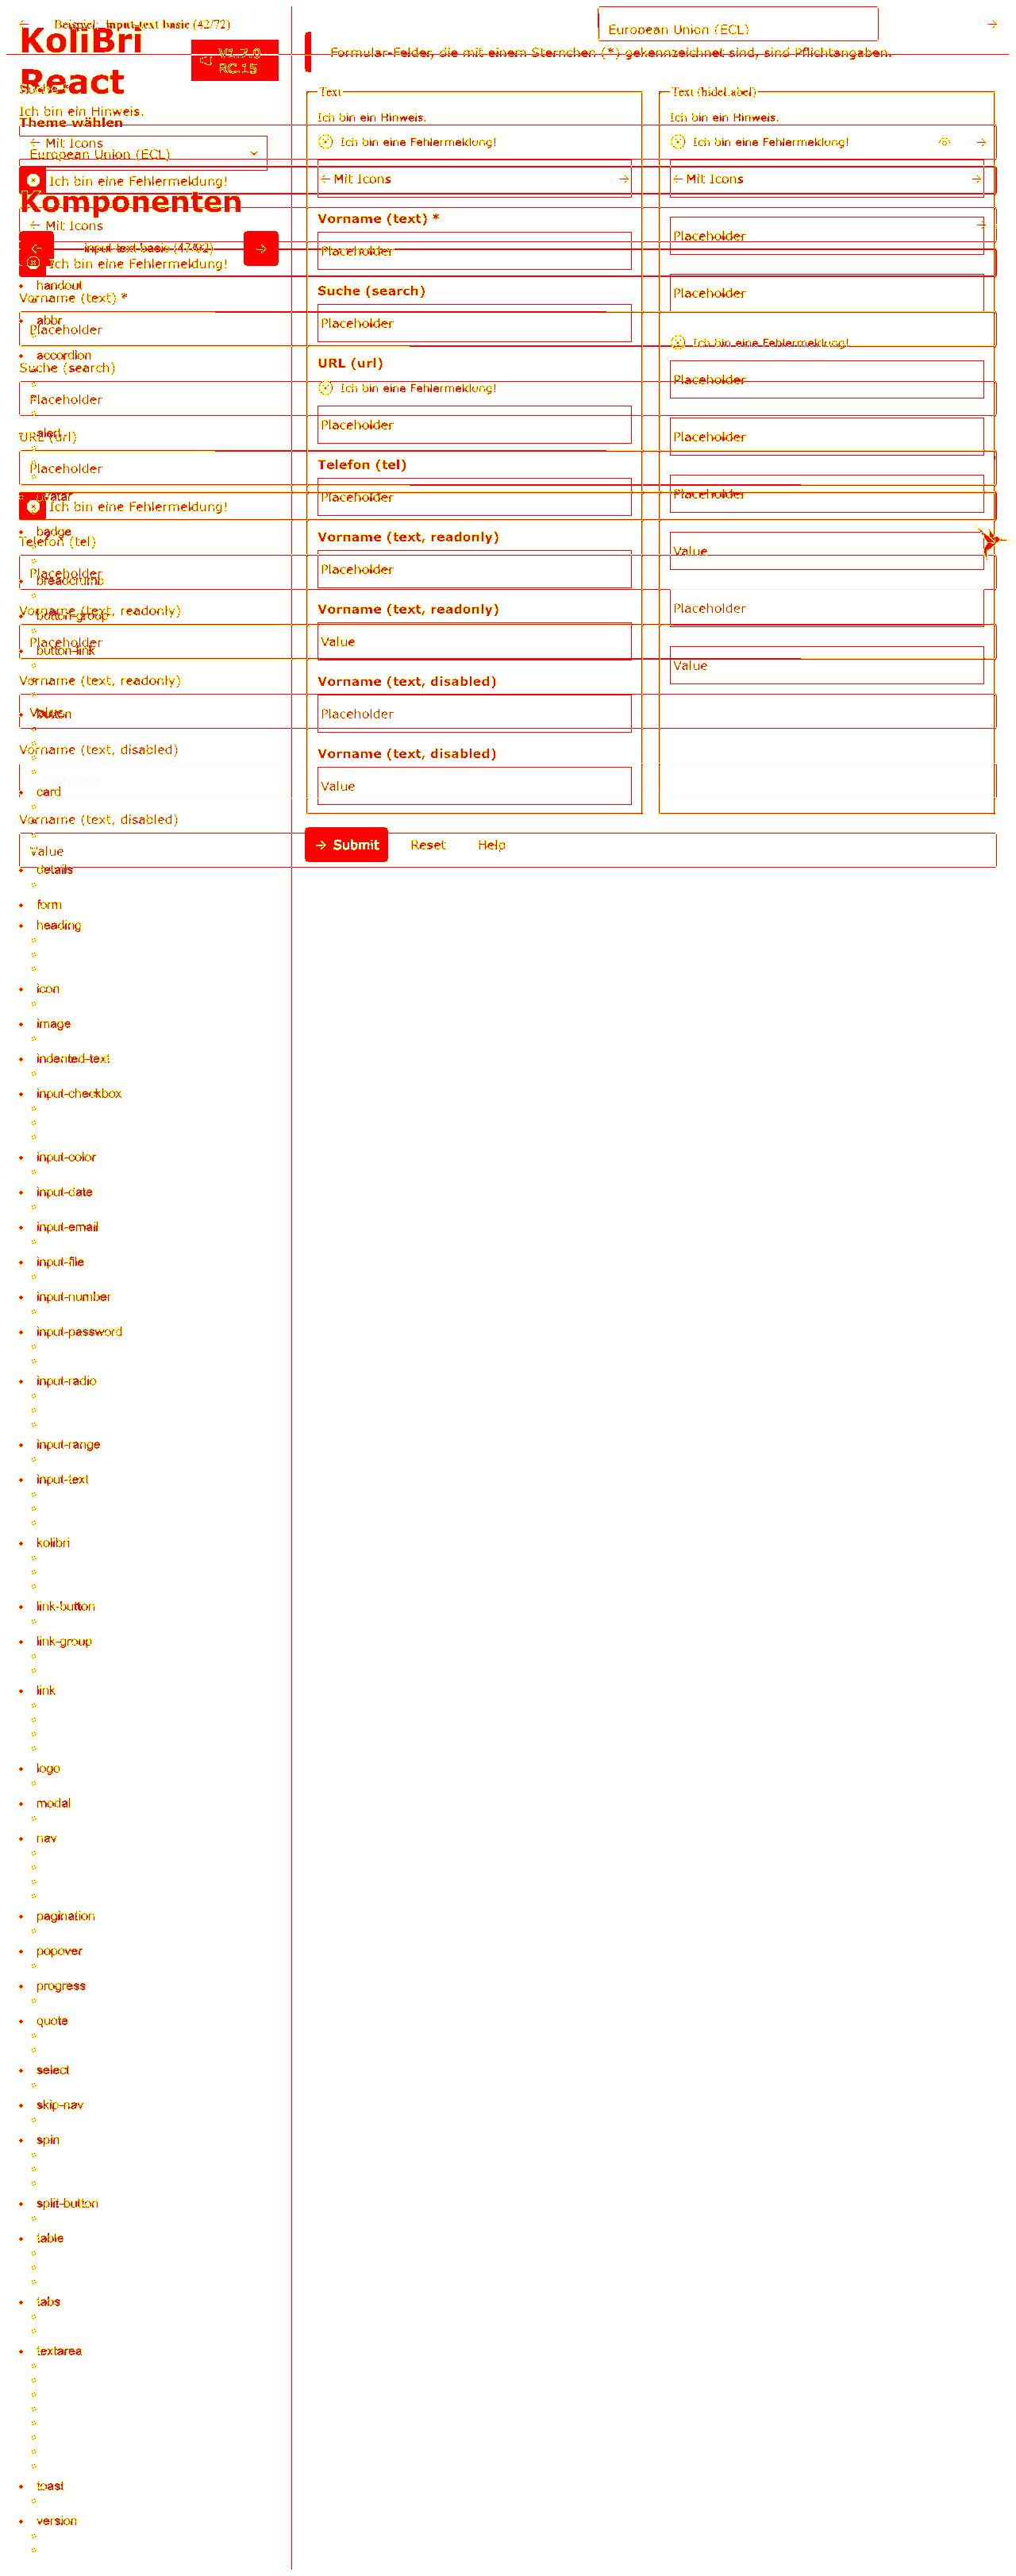 Beispiel: input-text basic (42/72)
European Union (ECL)
KoliBri
React
V1.7.0
RC.15
Suche *
Ich bin ein Hinweis.
Theme wählen
Mit Icons
European Union (ECL)
Ich bin eine Fehlermeldung!
Komponenten
Mit Icons
Ich bin eine Fehlermeldung!
handout
Vorname (text) *
abbr
Placeholder
accordion
Suche (search)
Placeholder
alert
URL (url)
Placeholder
avatar
Ich bin eine Fehlermeldung!
badge
Telefon (tel)
Placeholder
breadcrumb
Vorname (text, readonly)
button-group
Placeholder
button-link
Vorname (text, readonly)
Value
button
Vorname (text, disabled)
card
Vorname (text, disabled)
Value
details
form
heading
icon
image
indented-text
input-checkbox
input-color
input-date
input-email
input-file
input-number
input-password
input-radio
input-range
input-text
kolibri
link-button
link-group
link
logo
modal
nav
pagination
popover
progress
quote
select
skip-nav
spin
split-button
table
tabs
textarea
toast
version
Formular-Felder, die mit einem Sternchen (*) gekennzeichnet sind, sind Pflichtangaben.
Text
Ich bin ein Hinweis.
Ich bin eine Fehlermeldung!
Mit Icons
Vorname (text) *
Placeholder
Suche (search)
Placeholder
URL (url)
Ich bin eine Fehlermeldung!
Placeholder
Telefon (tel)
Placeholder
Vorname (text, readonly)
Placeholder
Vorname (text, readonly)
Value
Vorname (text, disabled)
Placeholder
Vorname (text, disabled)
Value
Text (hideLabel)
Ich bin ein Hinweis.
Ich bin eine Fehlermeldung!
Mit Icons
Placeholder
Placeholder
Ich bin eine Fehlermeldung!
Placeholder
Placeholder
Placeholder
Value
Placeholder
Value
Submit
Reset
Help